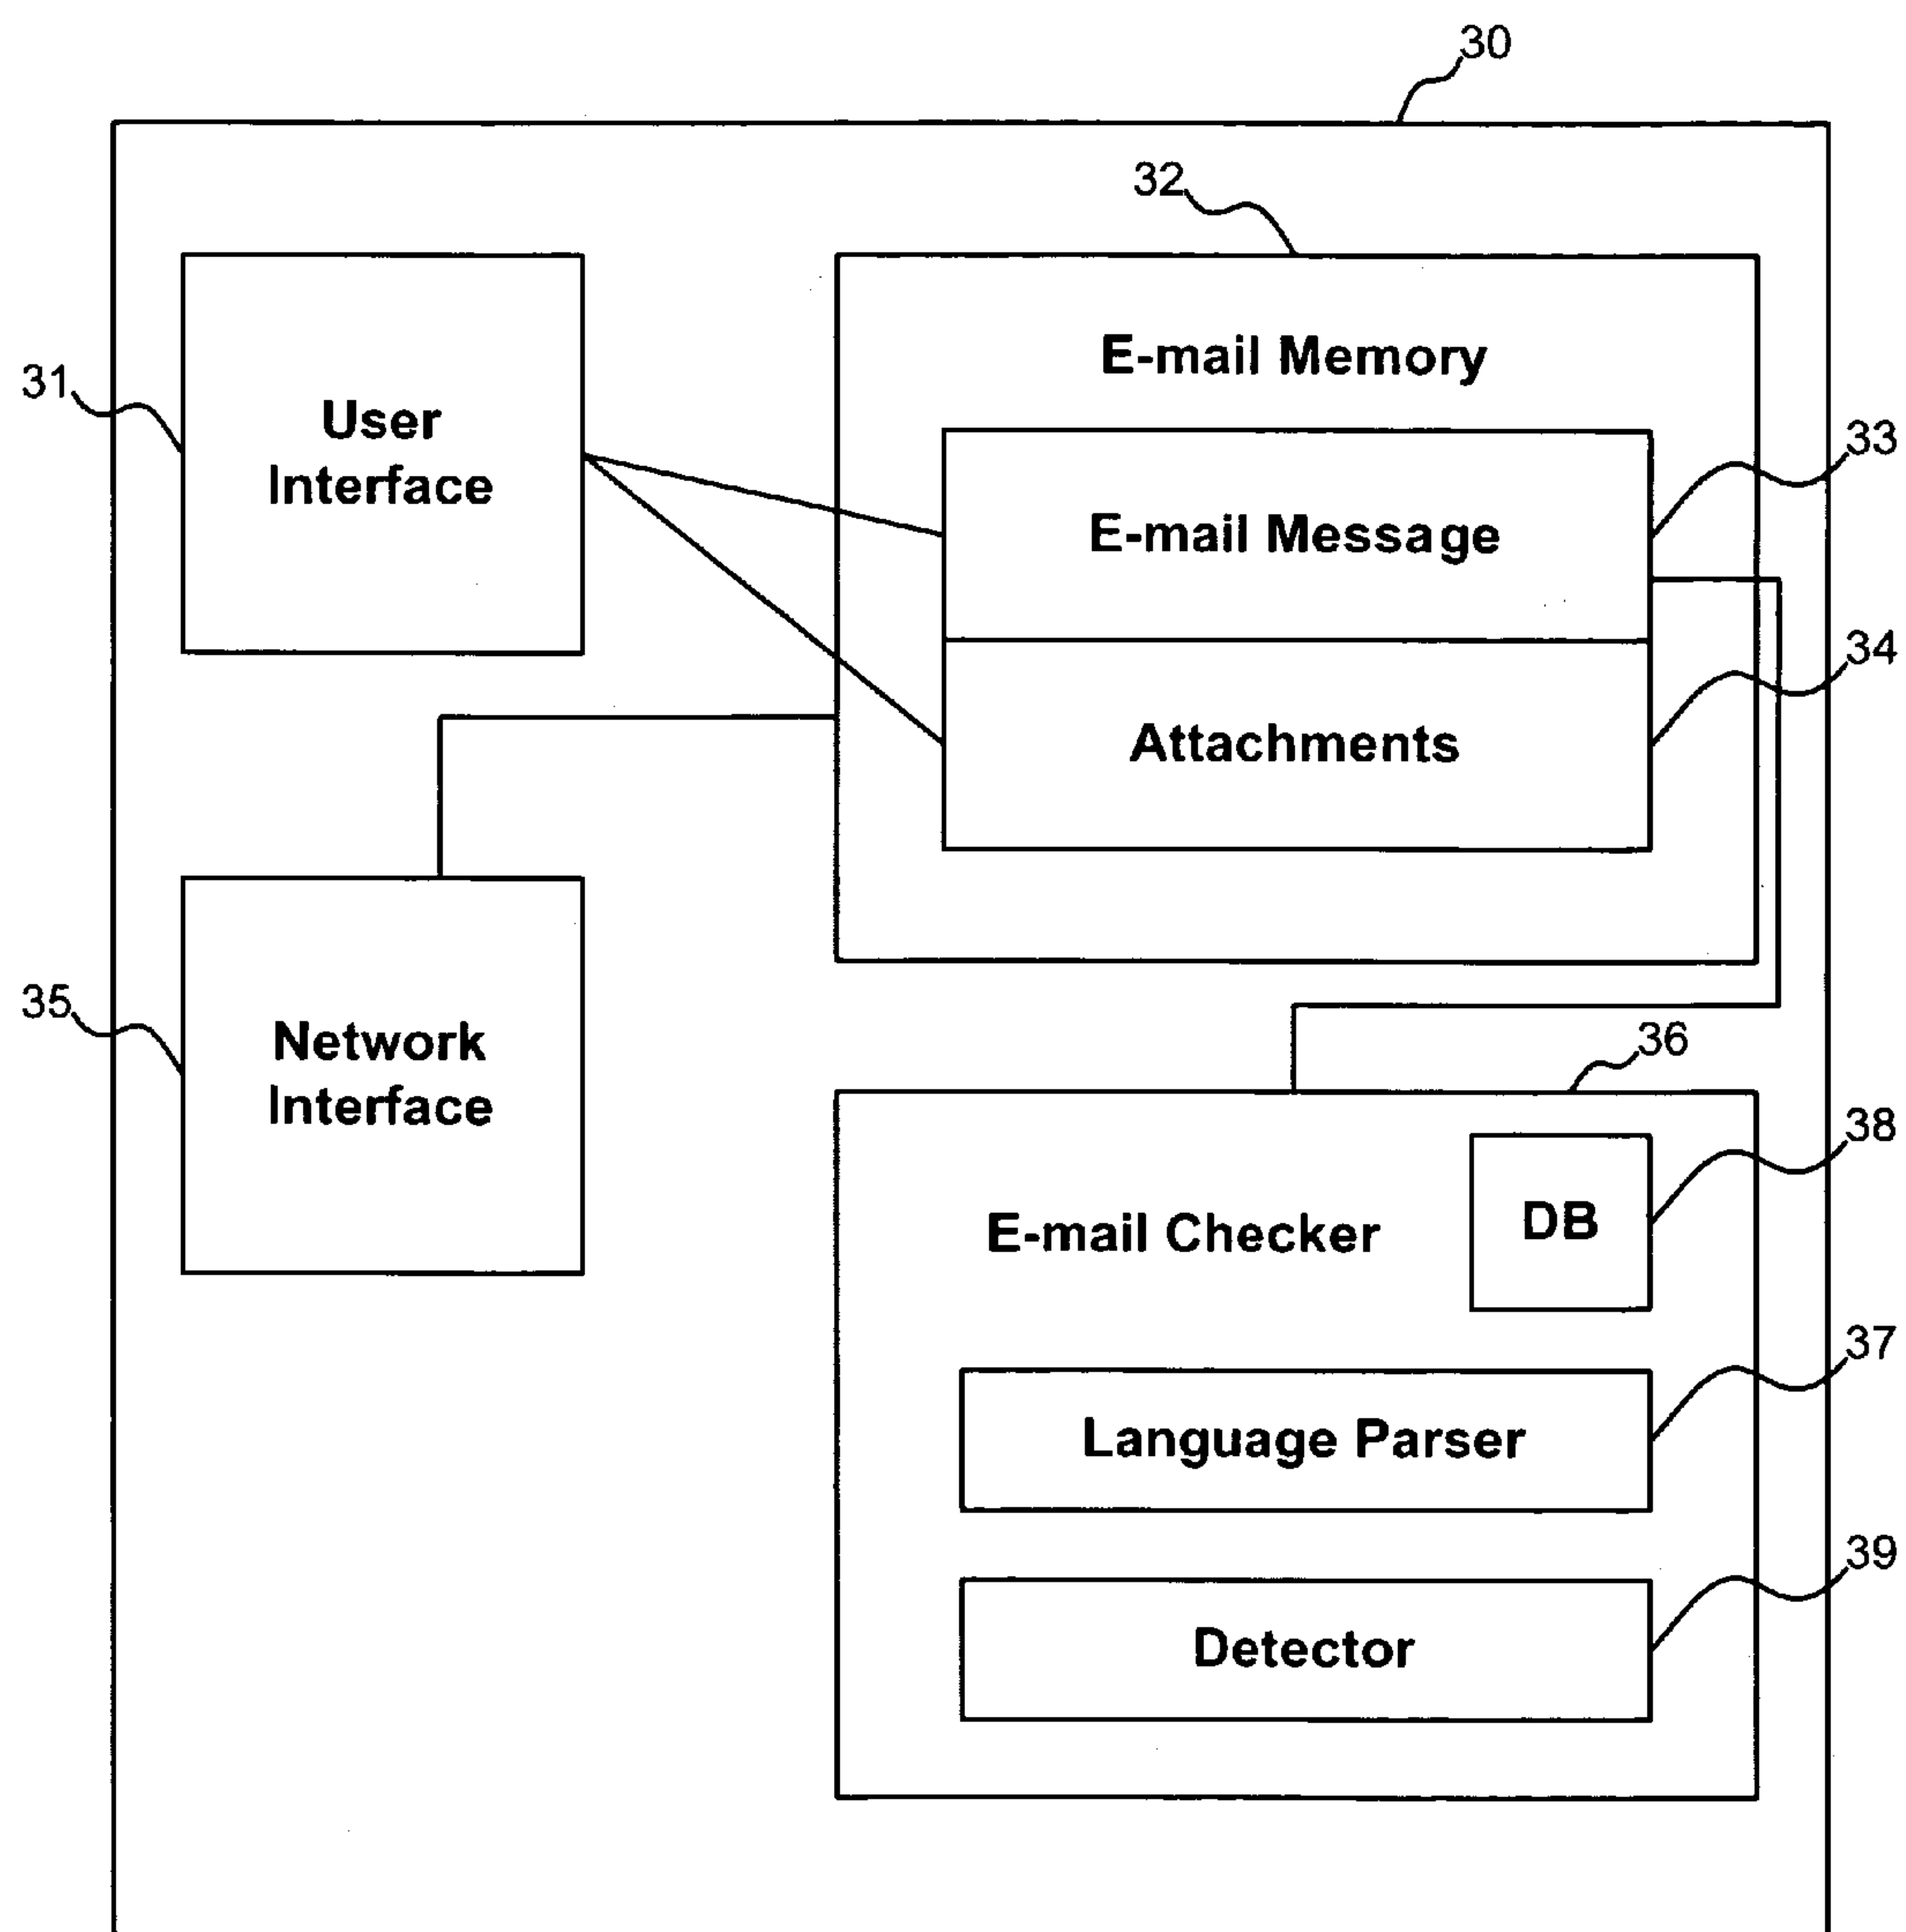 30
32
E-mail Memory
31
User
Interface
33
E-mail Message
34
Attachments
35
Network
Interface
36
38
DB
E-mail Checker
37
Language Parser
39
Detector